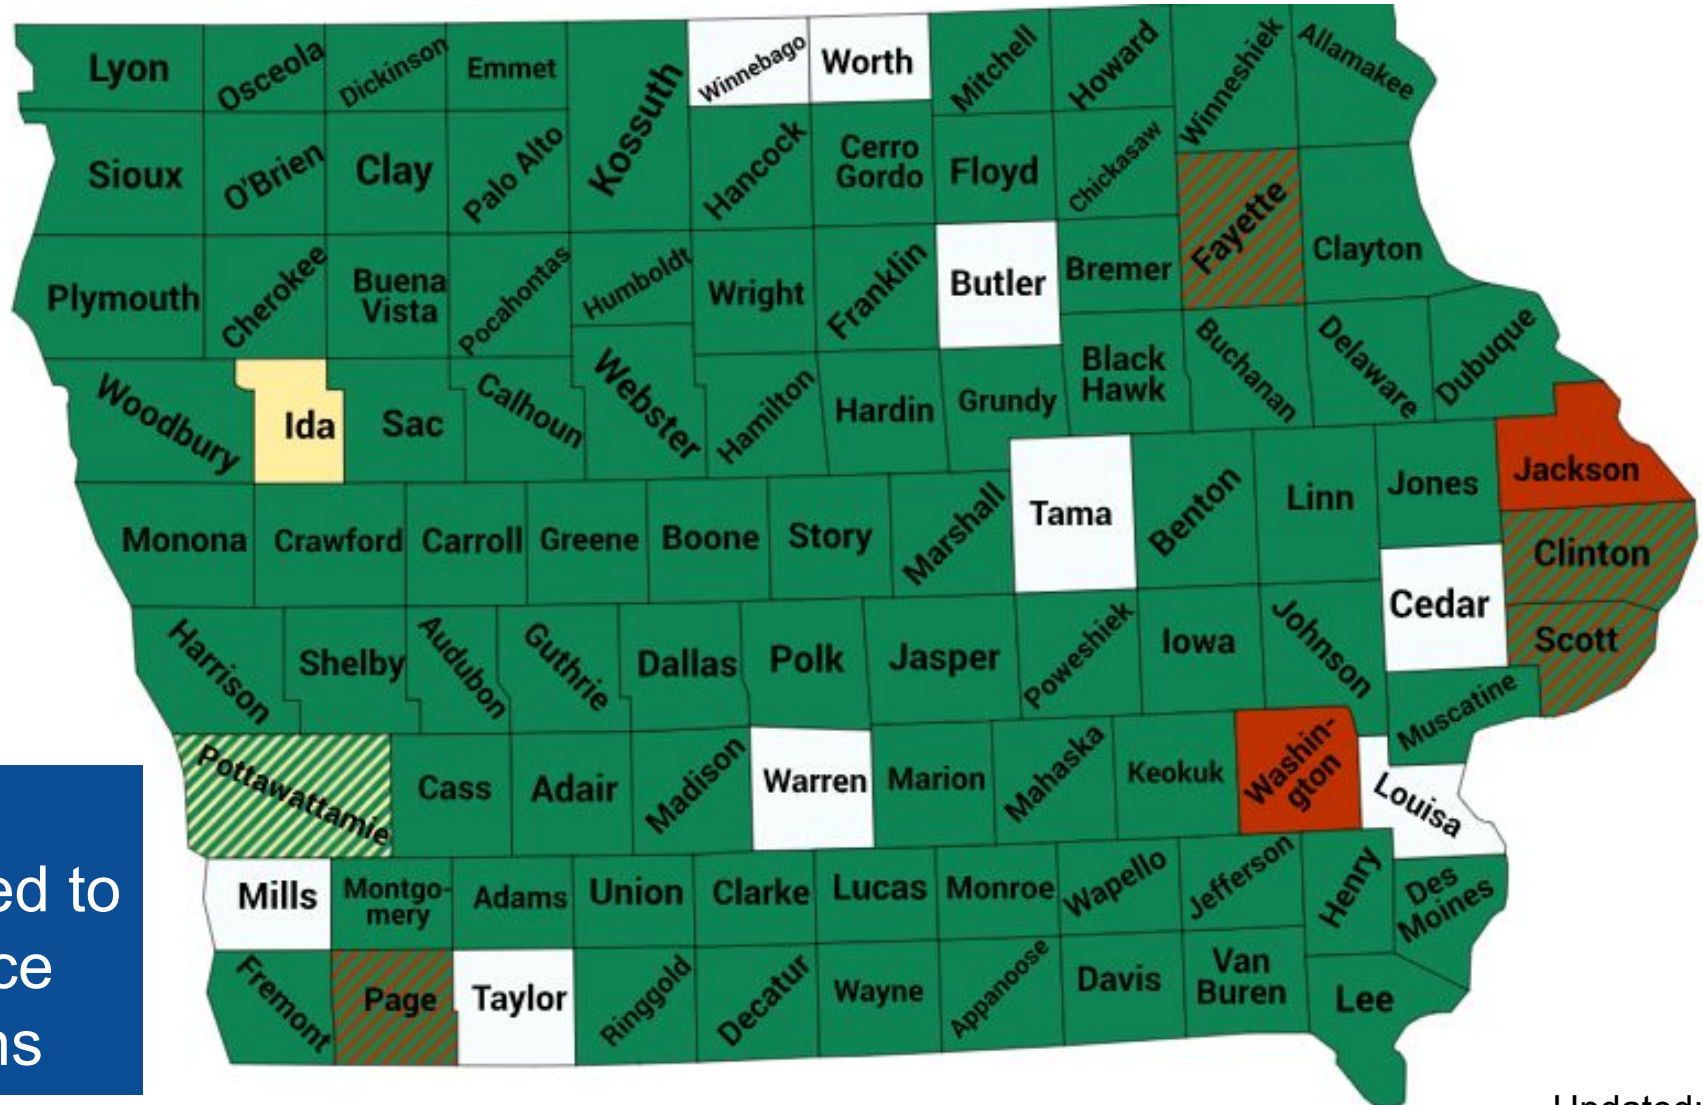 Lyon
Osceola
Dickinson
Emmet
Kossuth
Winnebago
Worth
Mitchell
Howard
Winneshiek
Allamakee
Sioux
O'Brien
Clay
Palo Alto
Hancock
Cerro
Gordo
Floyd
Chickasaw
Fayette
Clayton
Plymouth
Cherokee
Buena
Vista
Pocahontas
Humboldt
Wright
Franklin
Butler
Bremer
Black
Hawk
Buchanan
Delaware
Dubuque
Woodbury
Ida
Sac
Calhoun
Webster
Hamilton
Hardin
Grundy
Tama
Benton
Linn
Jones
Jackson
Monona
Crawford
Carroll
Greene
Boone
Story
Marshall
Clinton
Cedar
Scott
Harrison
Shelby
Audubon
Guthrie
Dallas
Polk
Jasper
Poweshiek
Iowa
Johnson
Muscatine
Pottawattamie
Cass
Adair
Madison
Warren
Marion
Mahaska
Keokuk
Washin-
gton
Louisa
Mills
Montgo-
mery
Adams
Union
Clarke
Lucas
Monroe
Wapello
Jefferson
Henry
Des
Moines
Fremont
Page
Taylor
Ringgold
Decatur
Wayne
Appanoose
Davis
Van
Buren
Lee
ed to
ce
ns
Updated: